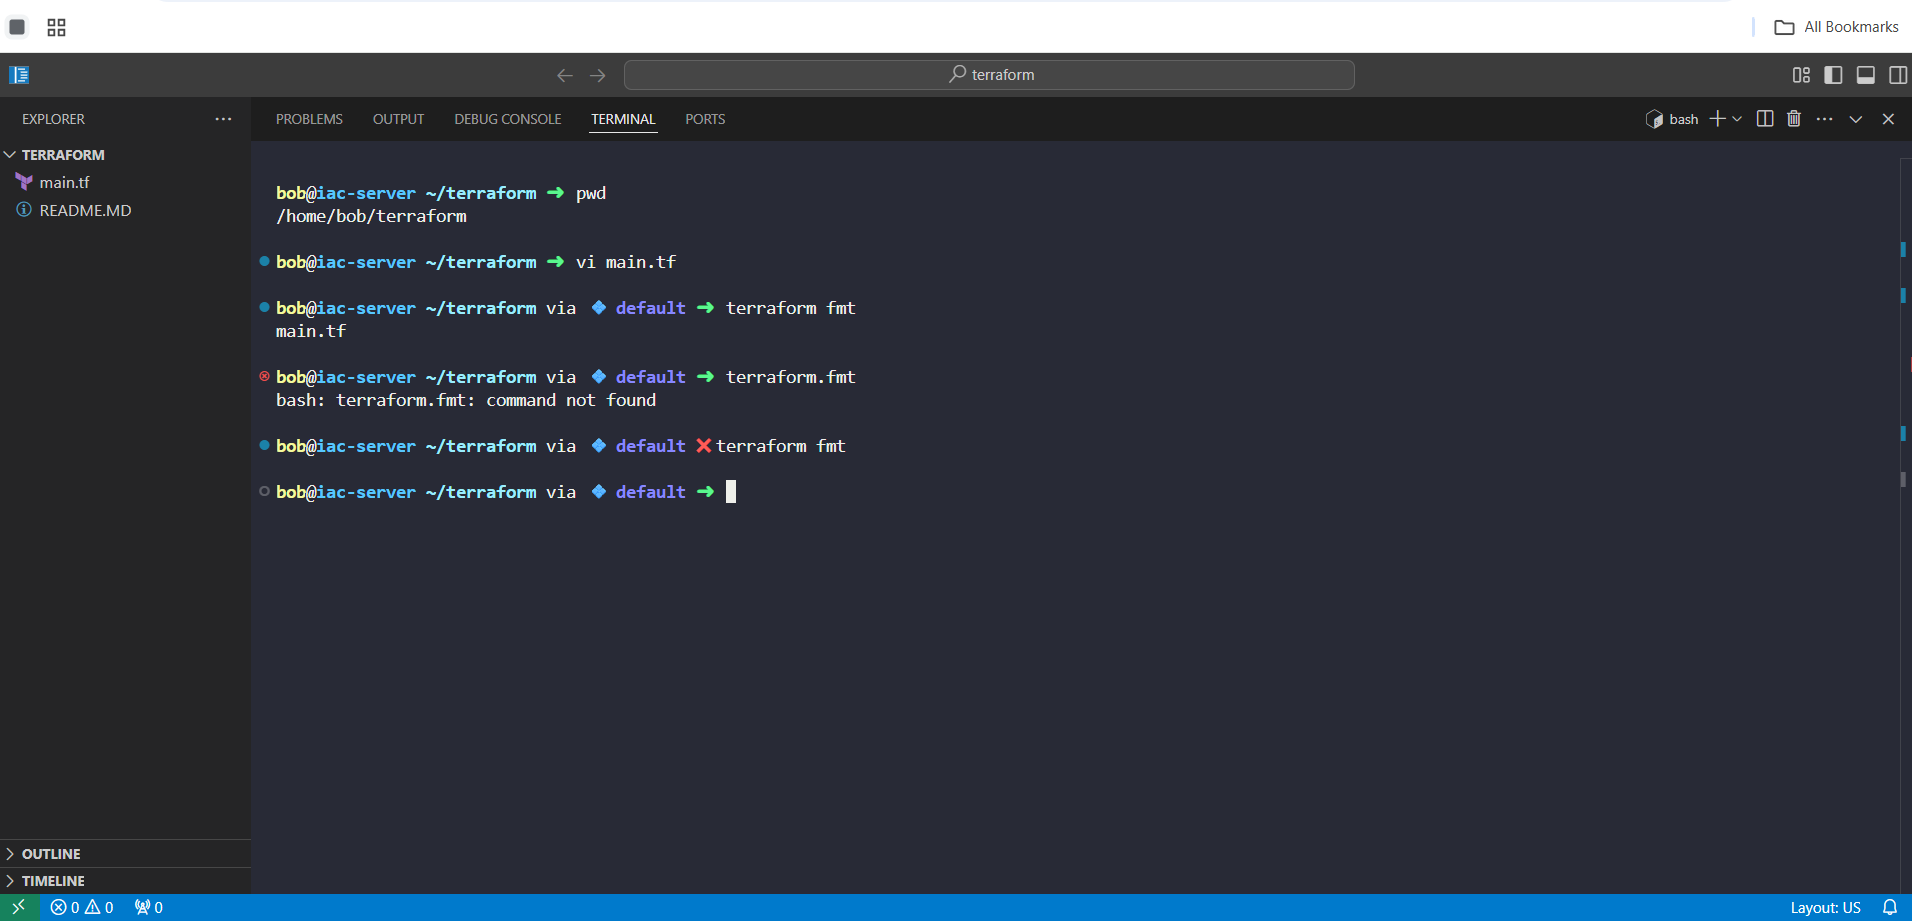 All Bookmarks
terraform
EXPLORER
PROBLEMS OUTPUT DEBUG CONSOLE TERMINAL PORTS
bash
TERRAFORM
main.tf
README.MD
bob@iac-server ~/terraform ➜ pwd
/home/bob/terraform
bob@iac-server ~/terraform ➜ vi main.tf
bob@iac-server ~/terraform via 🔷 default ➜ terraform fmt
main.tf
bob@iac-server ~/terraform via 🔷 default ➜ terraform.fmt
bash: terraform.fmt: command not found
bob@iac-server ~/terraform via 🔷 default ❌terraform fmt
bob@iac-server ~/terraform via 🔷 default ➜
OUTLINE
TIMELINE
0 0 0
Layout: US